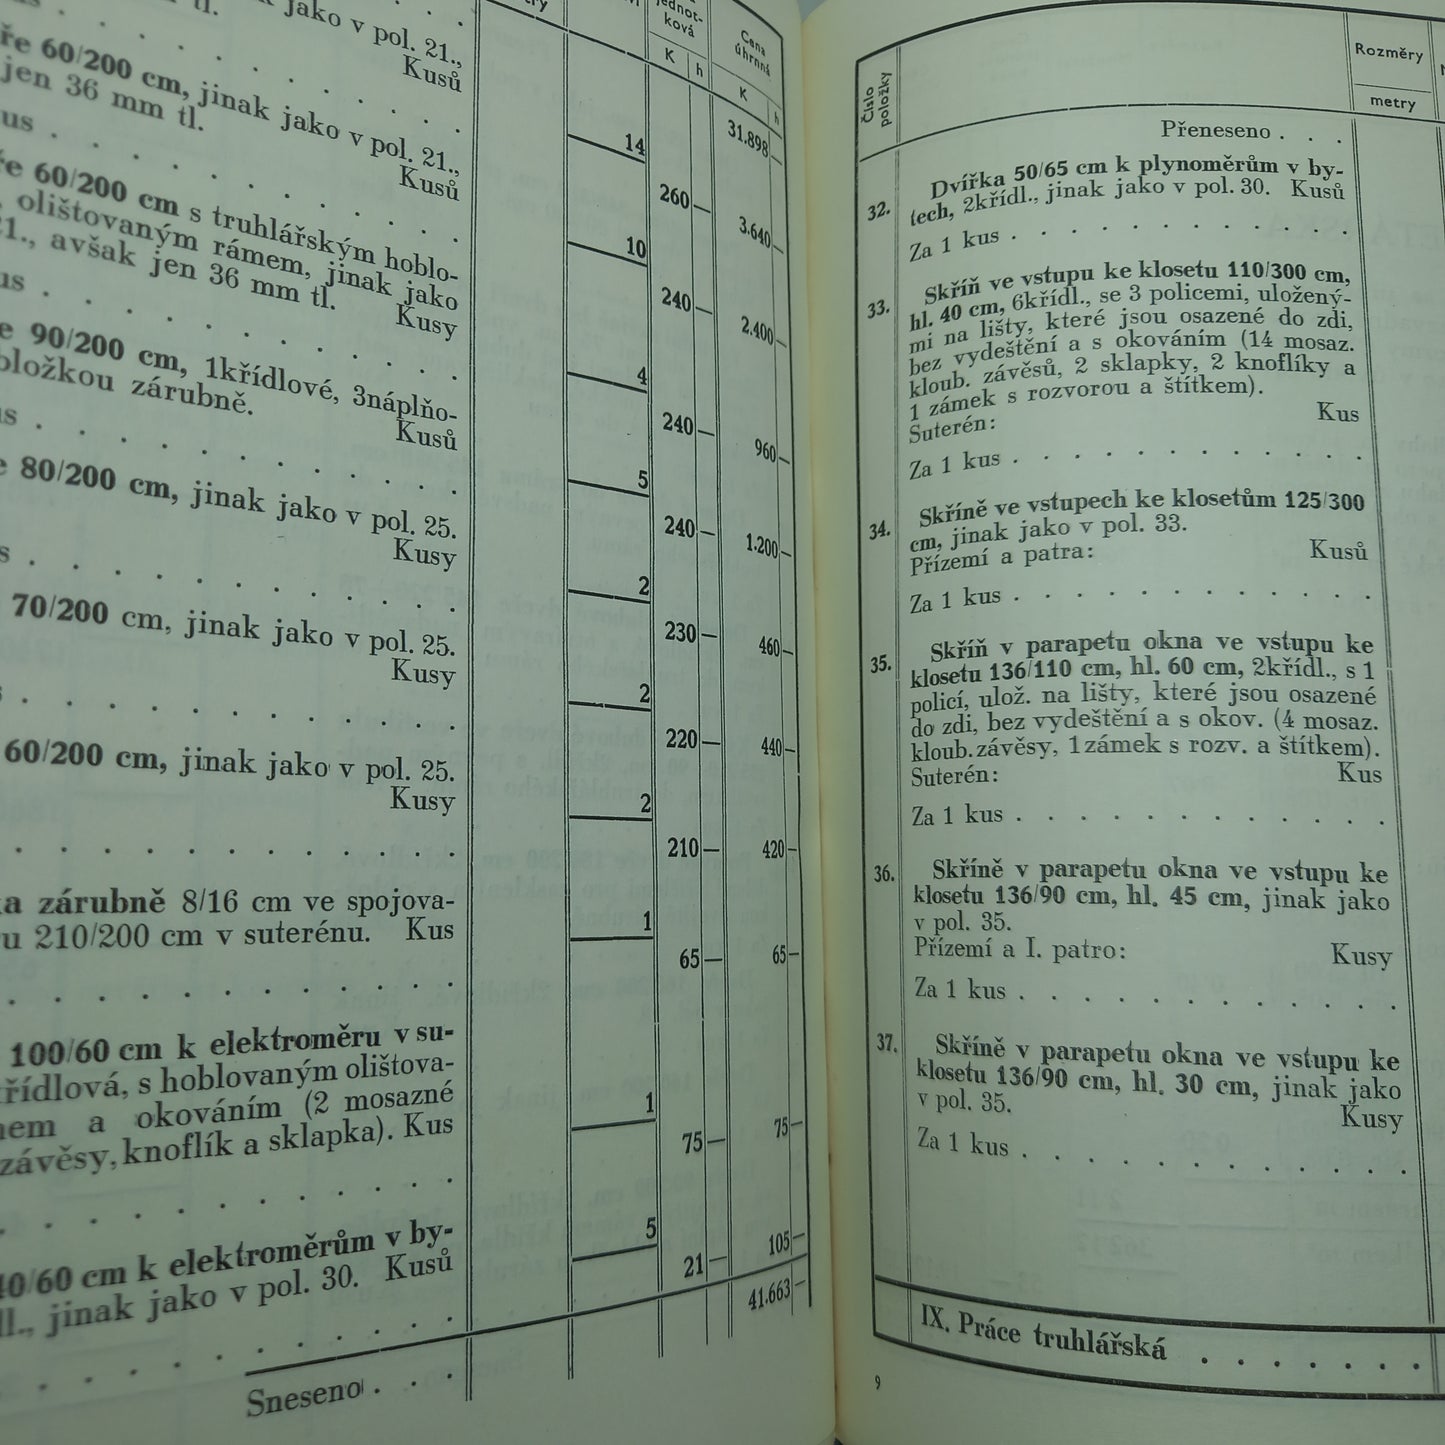 jako v pol. 21.,
Kusů
60/200 cm, jinak jako v pol. 21.,
jen 36 mm tl.
Kusů
60/200 cm s truhlářským hoblo-
olištovaným rámem, jinak jako
avšak jen 36 mm tl.
Kusy
90/200 cm, 1křídlové, 3náplňo-
zárubně.
Kusů
80/200 cm, jinak jako v pol. 25.
Kusy
70/200 cm, jinak jako v pol. 25.
Kusy
60/200 cm, jinak jako v pol. 25.
Kusy
zárubně 8/16 cm ve spojova-
210/200 cm v suterénu. Kus
100/60 cm k elektroměru v su-
s hoblovaným olištova-
a okováním (2 mosazné
závěsy, knoflík a sklapka). Kus
cm k elektroměrům v by-
jinak jako v pol. 30. Kusů
Sneseno . . .
ková
K h
Cena
úhrnná
K h
31.898 —
14
260 —
3.640 —
10
240 —
2.400 —
4
240 —
960 —
5
240 —
1.200 —
2
230 —
460 —
2
220 —
440 —
2
210 —
420 —
1
65 —
65 —
1
75 —
75 —
5
21 —
105 —
41.663 —
Číslo
položky
Rozměry
metry
Přeneseno . . .
32. Dvířka 50/65 cm k plynoměrům v by-
tech, 2křídl., jinak jako v pol. 30. Kusů
Za 1 kus . . . . . . . . . . . .
33. Skříň ve vstupu ke klosetu 110/300 cm,
hl. 40 cm, 6křídl., se 3 policemi, uložený-
mi na lišty, které jsou osazené do zdi,
bez vydeštění a s okováním (14 mosaz.
kloub. závěsů, 2 sklapky, 2 knoflíky a
1 zámek s rozvorou a štítkem).
Suterén: Kus
Za 1 kus . . . . . . . . . . . .
34. Skříně ve vstupech ke klosetům 125/300
cm, jinak jako v pol. 33.
Přízemí a patra: Kusů
Za 1 kus . . . . . . . . . . . .
35. Skříň v parapetu okna ve vstupu ke
klosetu 136/110 cm, hl. 60 cm, 2křídl., s 1
policí, ulož. na lišty, které jsou osazené
do zdi, bez vydeštění a s okov. (4 mosaz.
kloub. závěsy, 1 zámek s rozv. a štítkem).
Suterén: Kus
Za 1 kus . . . . . . . . . . . .
36. Skříně v parapetu okna ve vstupu ke
klosetu 136/90 cm, hl. 45 cm, jinak jako
v pol. 35.
Přízemí a I. patro: Kusy
Za 1 kus . . . . . . . . . . . .
37. Skříně v parapetu okna ve vstupu ke
klosetu 136/90 cm, hl. 30 cm, jinak jako
v pol. 35.
Kusy
Za 1 kus . . . . . . . . . . . .
IX. Práce truhlářská . . . . . . .
9